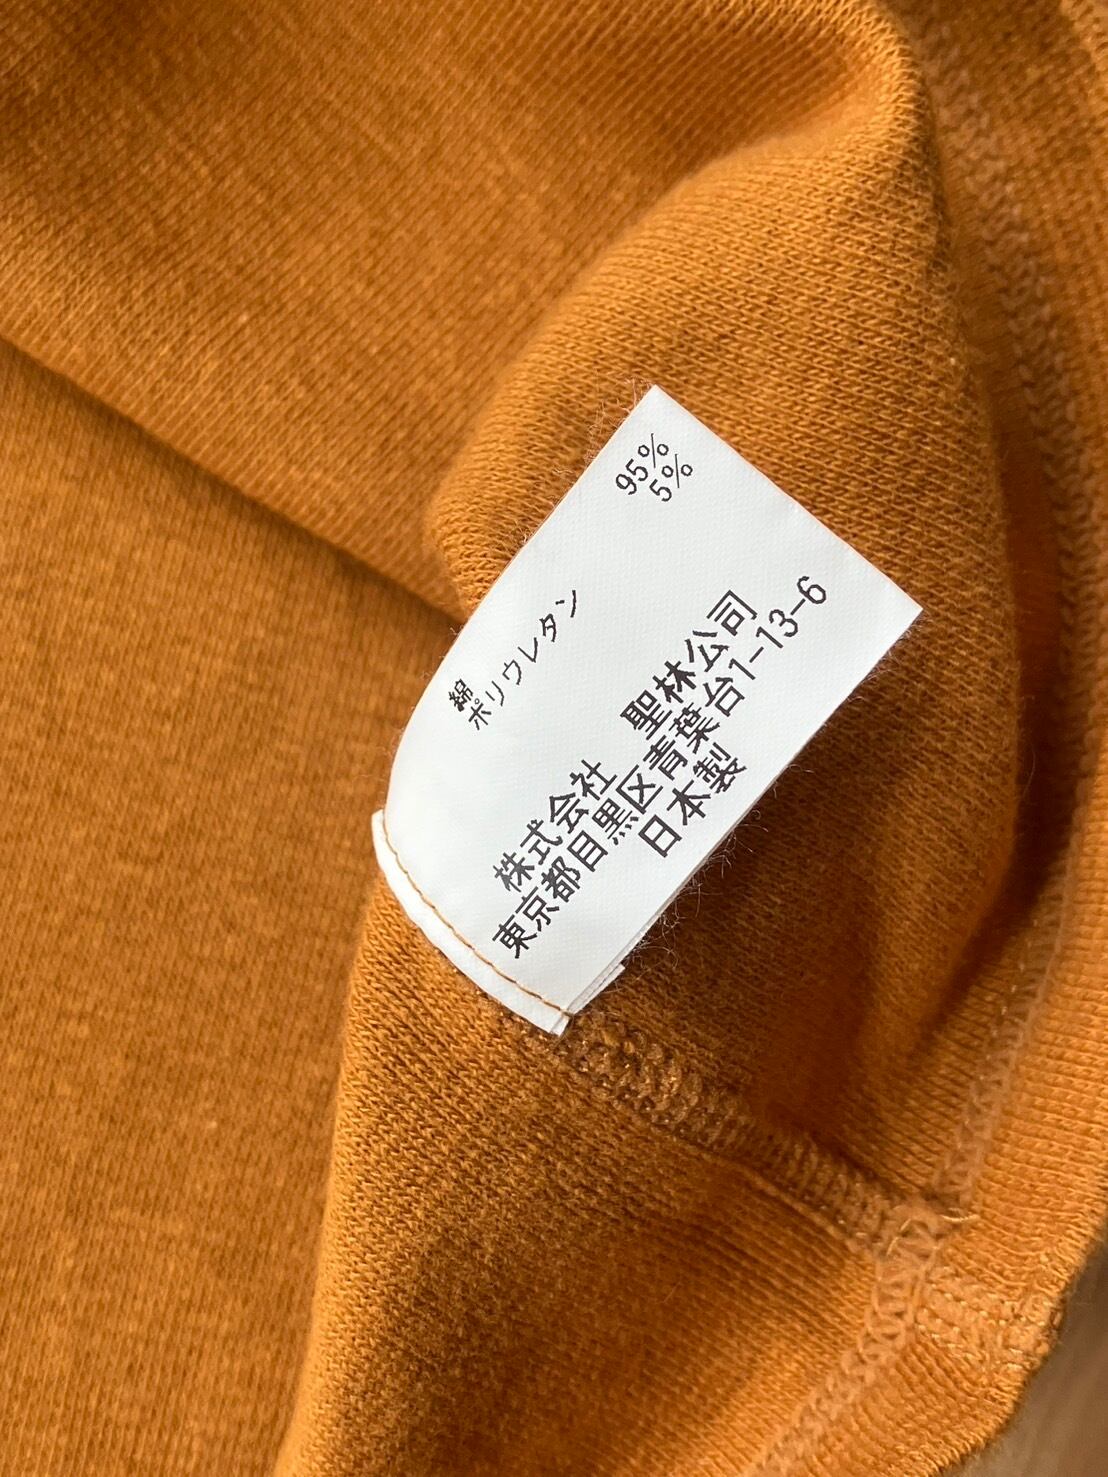 綿 95%
ポリウレタン 5%
株式会社 聖林公司
東京都目黒区青葉台1-13-6
日本製